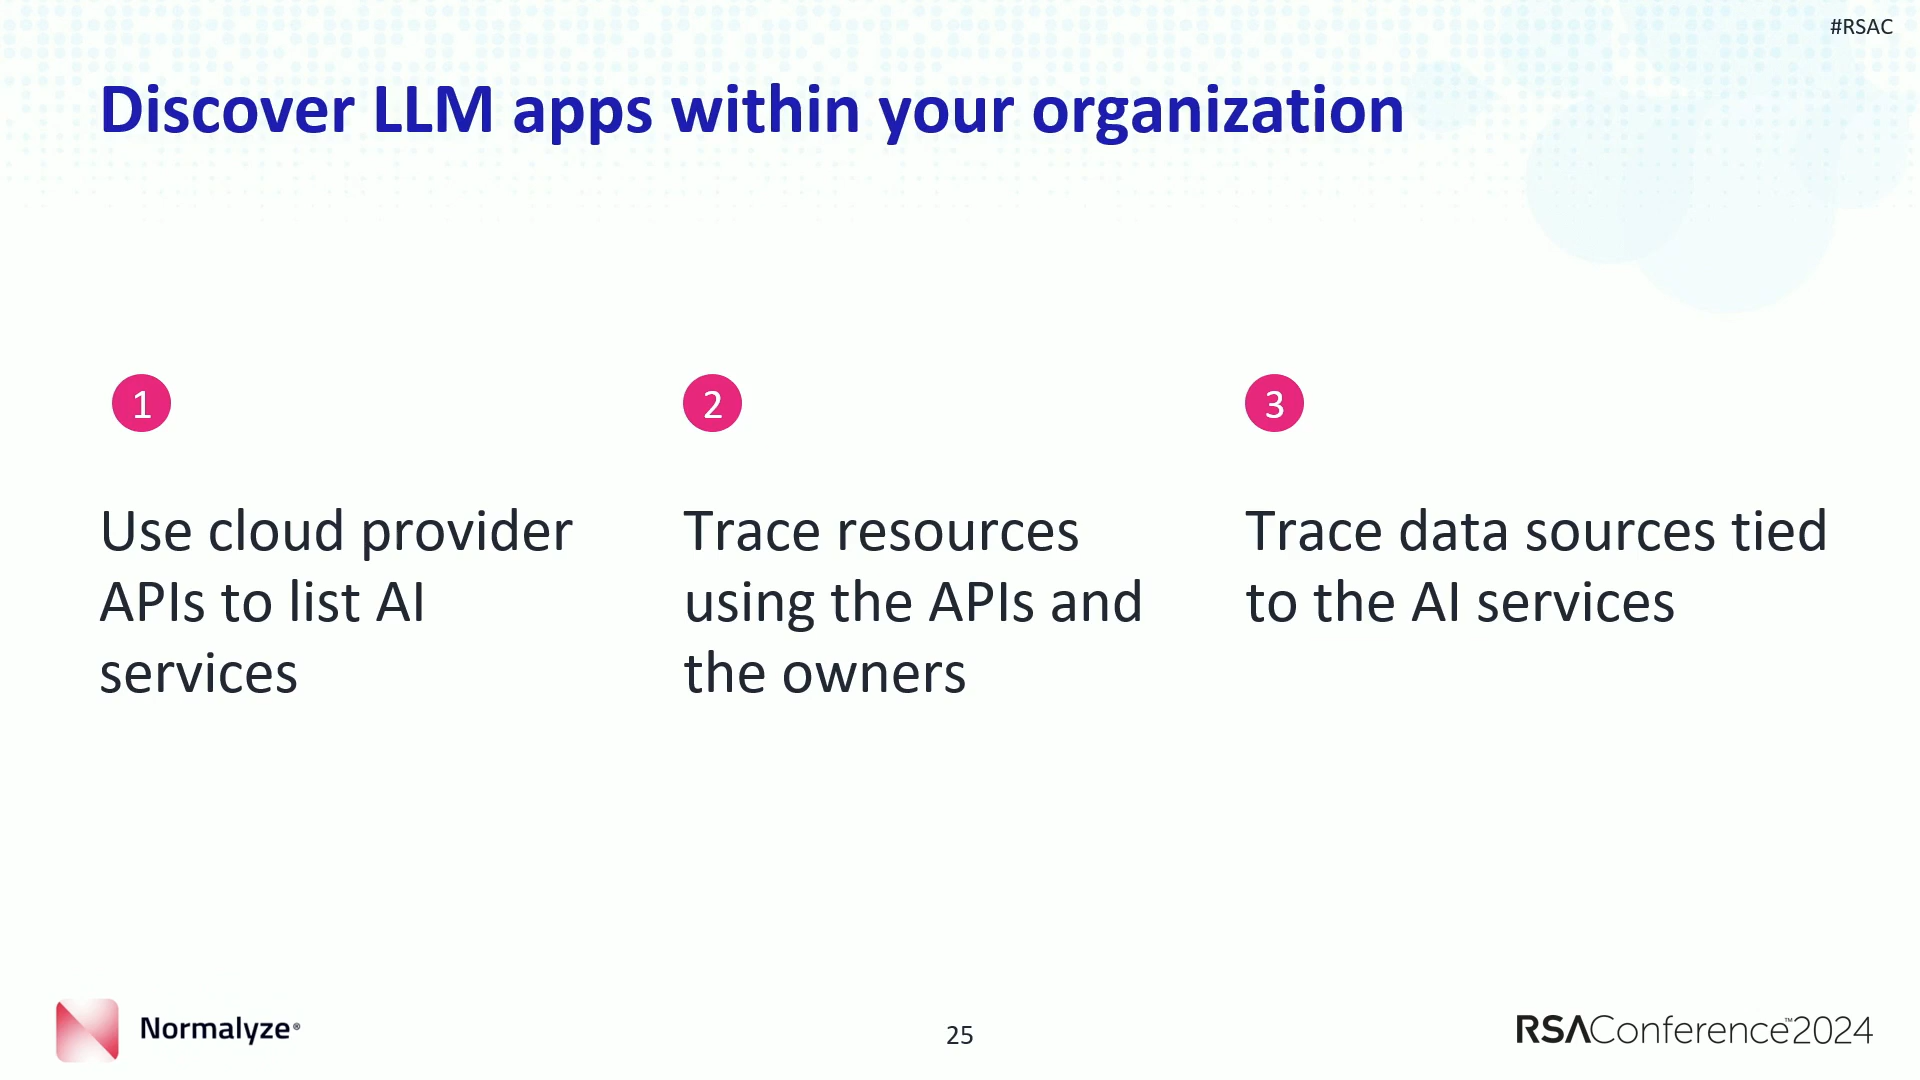 #RSAC
Discover LLM apps within your organization
1
Use cloud provider
APIs to list AI
services
2
Trace resources
using the APIs and
the owners
3
Trace data sources tied
to the AI services
Normalyze®
25
RSAConference™2024